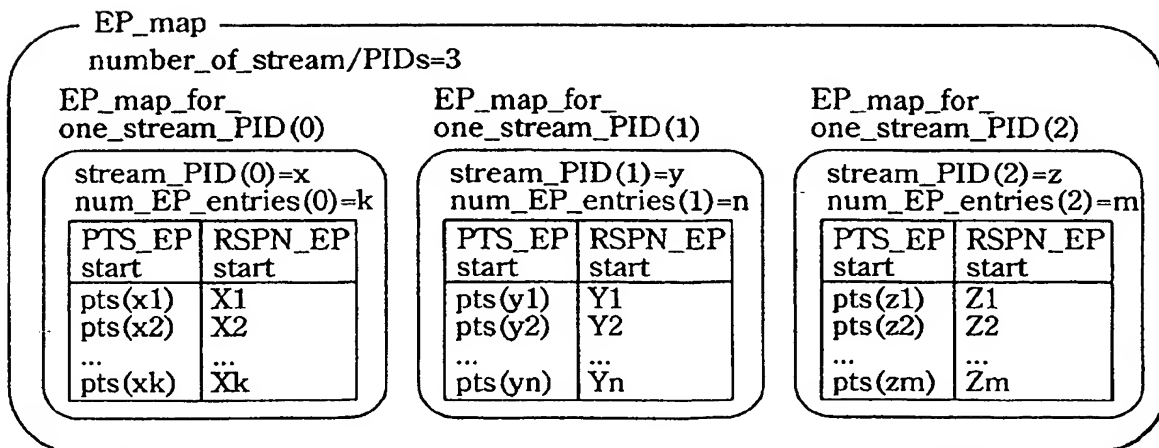 EP_map
number_of_stream/PIDs=3
EP_map_for_
one_stream_PID(0)
stream_PID(0)=x
num_EP_entries(0)=k
PTS_EP RSPN_EP
start start
pts(x1) X1
pts(x2) X2
... ...
pts(xk) Xk
EP_map_for_
one_stream_PID(1)
stream_PID(1)=y
num_EP_entries(1)=n
PTS_EP RSPN_EP
start start
pts(y1) Y1
pts(y2) Y2
... ...
pts(yn) Yn
EP_map_for_
one_stream_PID(2)
stream_PID(2)=z
num_EP_entries(2)=m
PTS_EP RSPN_EP
start start
pts(z1) Z1
pts(z2) Z2
... ...
pts(zm) Zm